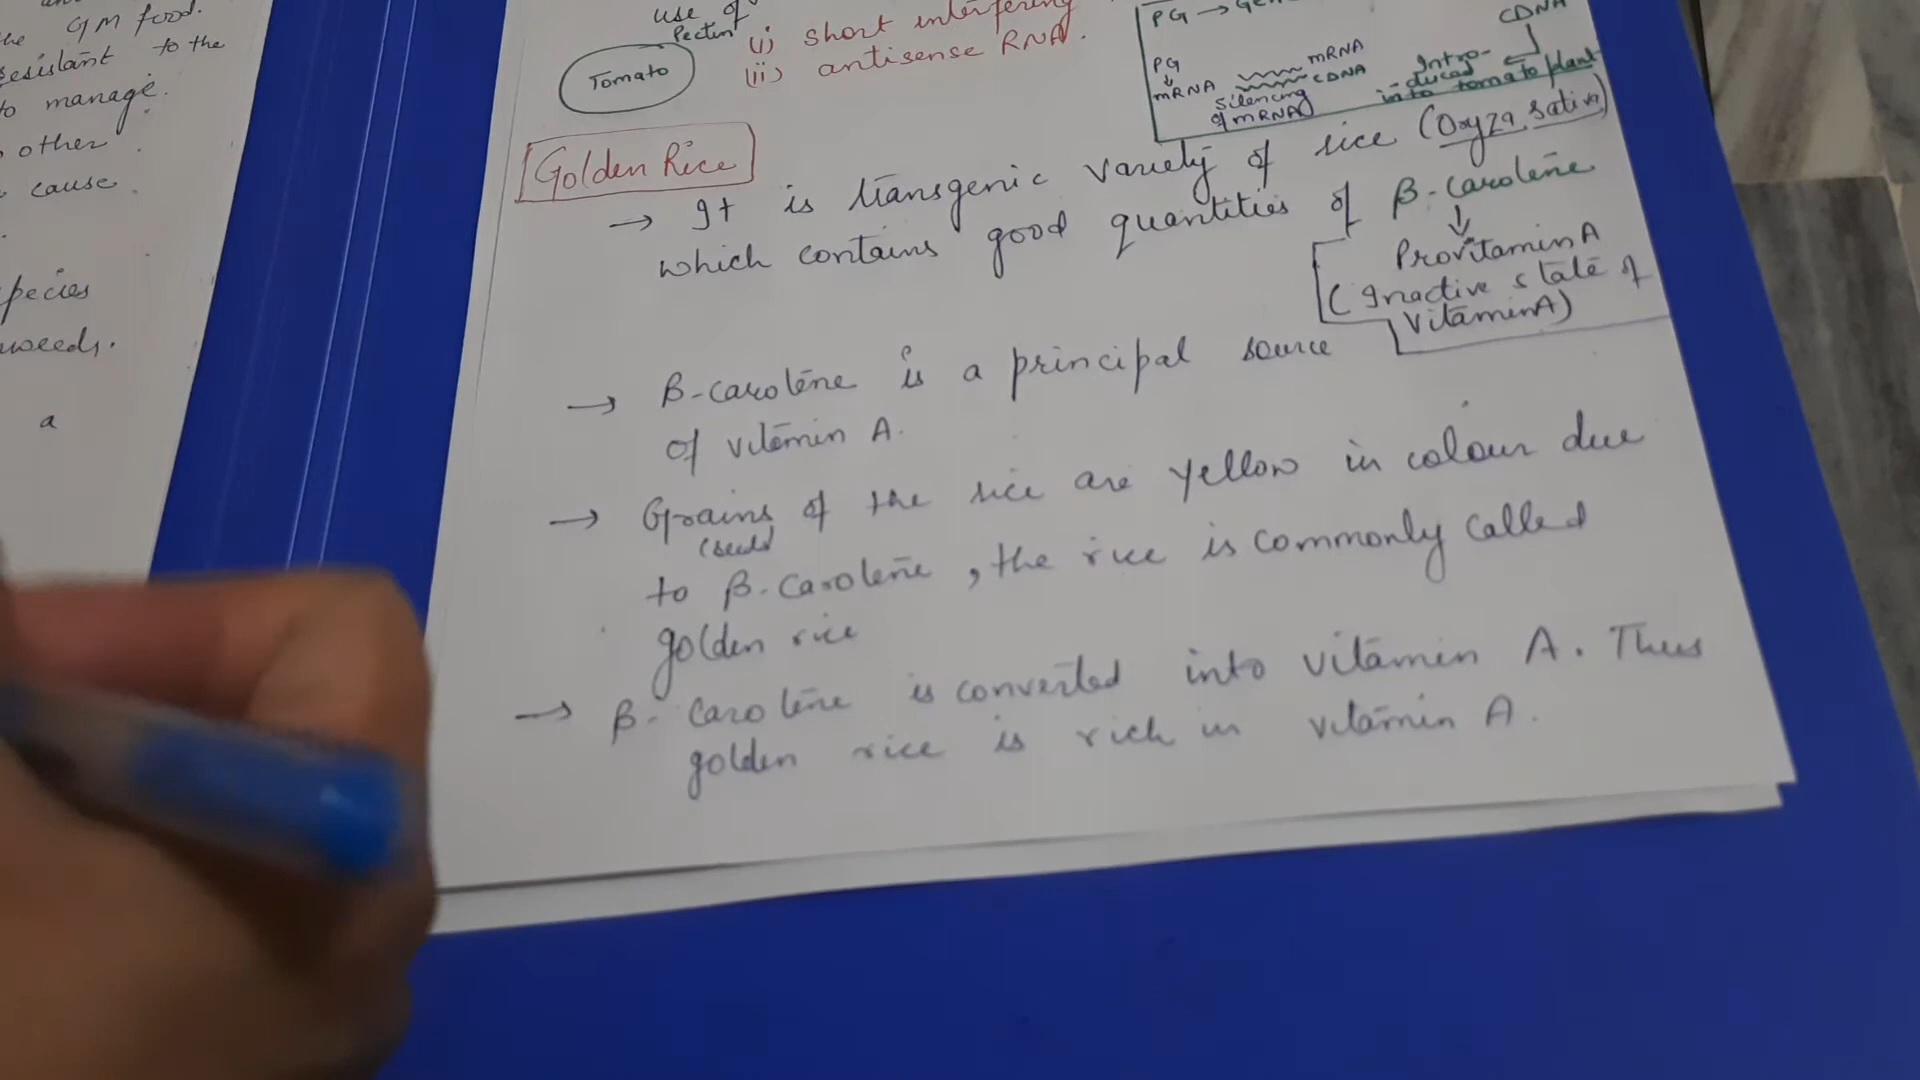 the GM food.
resistant to the
to manage.
other
cause
species
weeds.
a
use of
Pectin
(i) short interfering
(ii) antisense RNA.
Tomato
PG →
CDNA
PG
mRNA
mRNA
CDNA
silencing
of mRNA
Intro-
duced
into tomato plant
Golden Rice
→ It is transgenic variety of rice (Oryza sativa)
which contains good quantities of β-carotene
Provitamin A
(Inactive state of
Vitamin A)
→ β-carotene is a principal source
of vitamin A.
→ Grains of the rice are yellow in colour due
(seeds)
to β-carotene, the rice is commonly called
golden rice
→ β-carotene is converted into vitamin A. Thus
golden rice is rich in vitamin A.